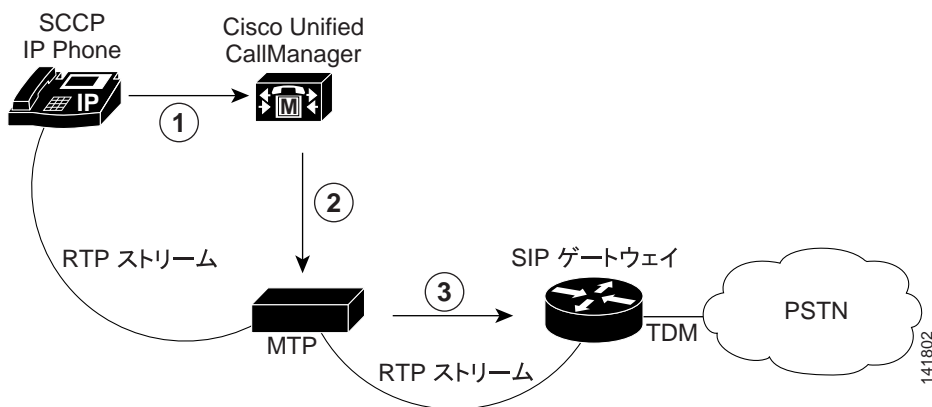 SCCP
IP Phone
Cisco Unified
CallManager
IP
M
1
2
RTP ストリーム
SIP ゲートウェイ
3
MTP
TDM
PSTN
RTP ストリーム
141802